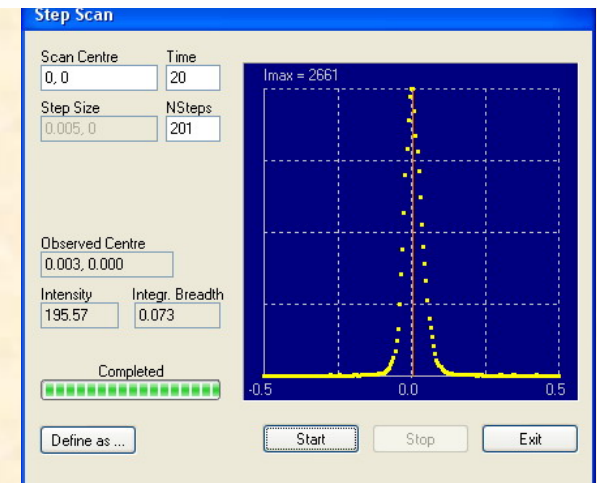 Step Scan
Scan Centre Time
0, 0 20
Step Size NSteps
0.005, 0 201
Observed Centre
0.003, 0.000
Intensity Integr. Breadth
195.57 0.073
Completed
Define as ...
Imax = 2661
-0.5 0.0 0.5
Start Stop Exit